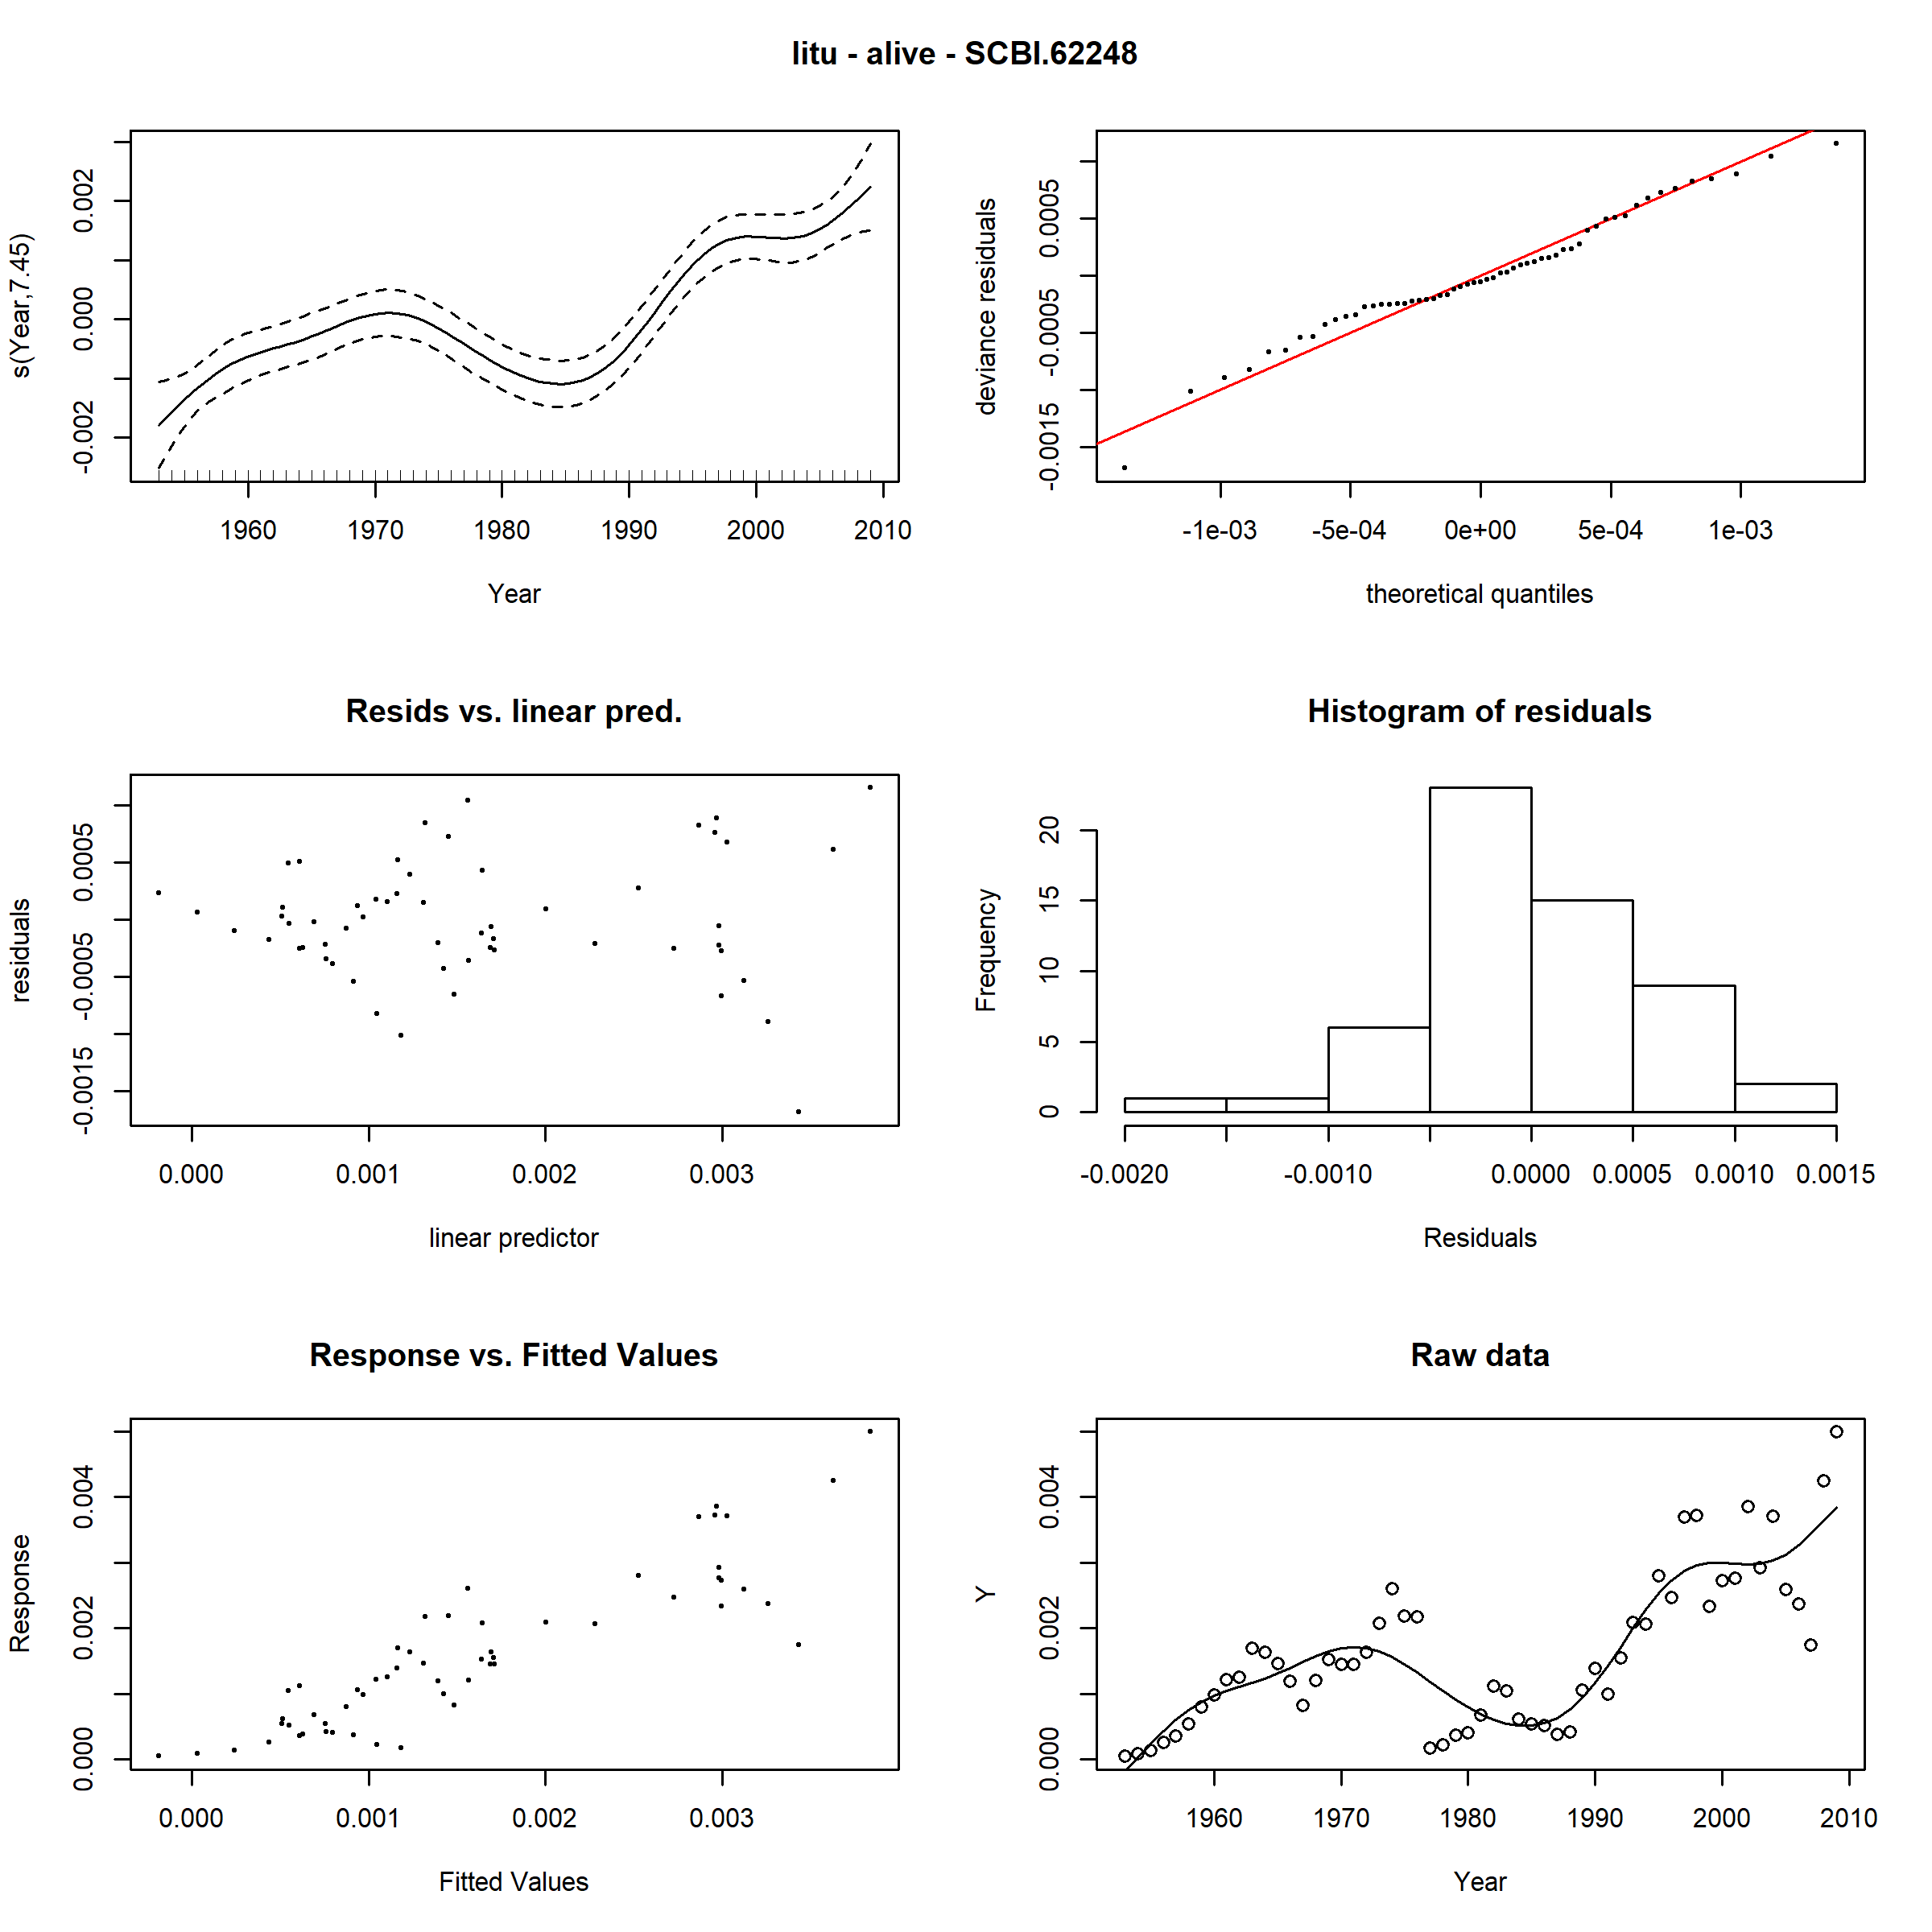 litu - alive - SCBI.62248
s(Year,7.45)
0.002
0.000
-0.002
1960 1970 1980 1990 2000 2010
Year
deviance residuals
0.0005
-0.0005
-0.0015
-1e-03 -5e-04 0e+00 5e-04 1e-03
theoretical quantiles
Resids vs. linear pred.
residuals
0.0005
-0.0005
-0.0015
0.000 0.001 0.002 0.003
linear predictor
Histogram of residuals
Frequency
20
15
10
5
0
-0.0020 -0.0010 0.0000 0.0005 0.0010 0.0015
Residuals
Response vs. Fitted Values
Response
0.004
0.002
0.000
0.000 0.001 0.002 0.003
Fitted Values
Raw data
Y
0.004
0.002
0.000
1960 1970 1980 1990 2000 2010
Year